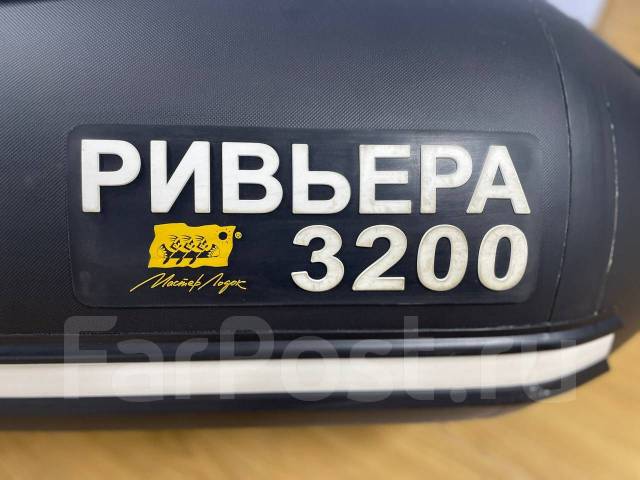 РИВЬЕРА
3200
®
Мастер Лодок
FarPost.ru